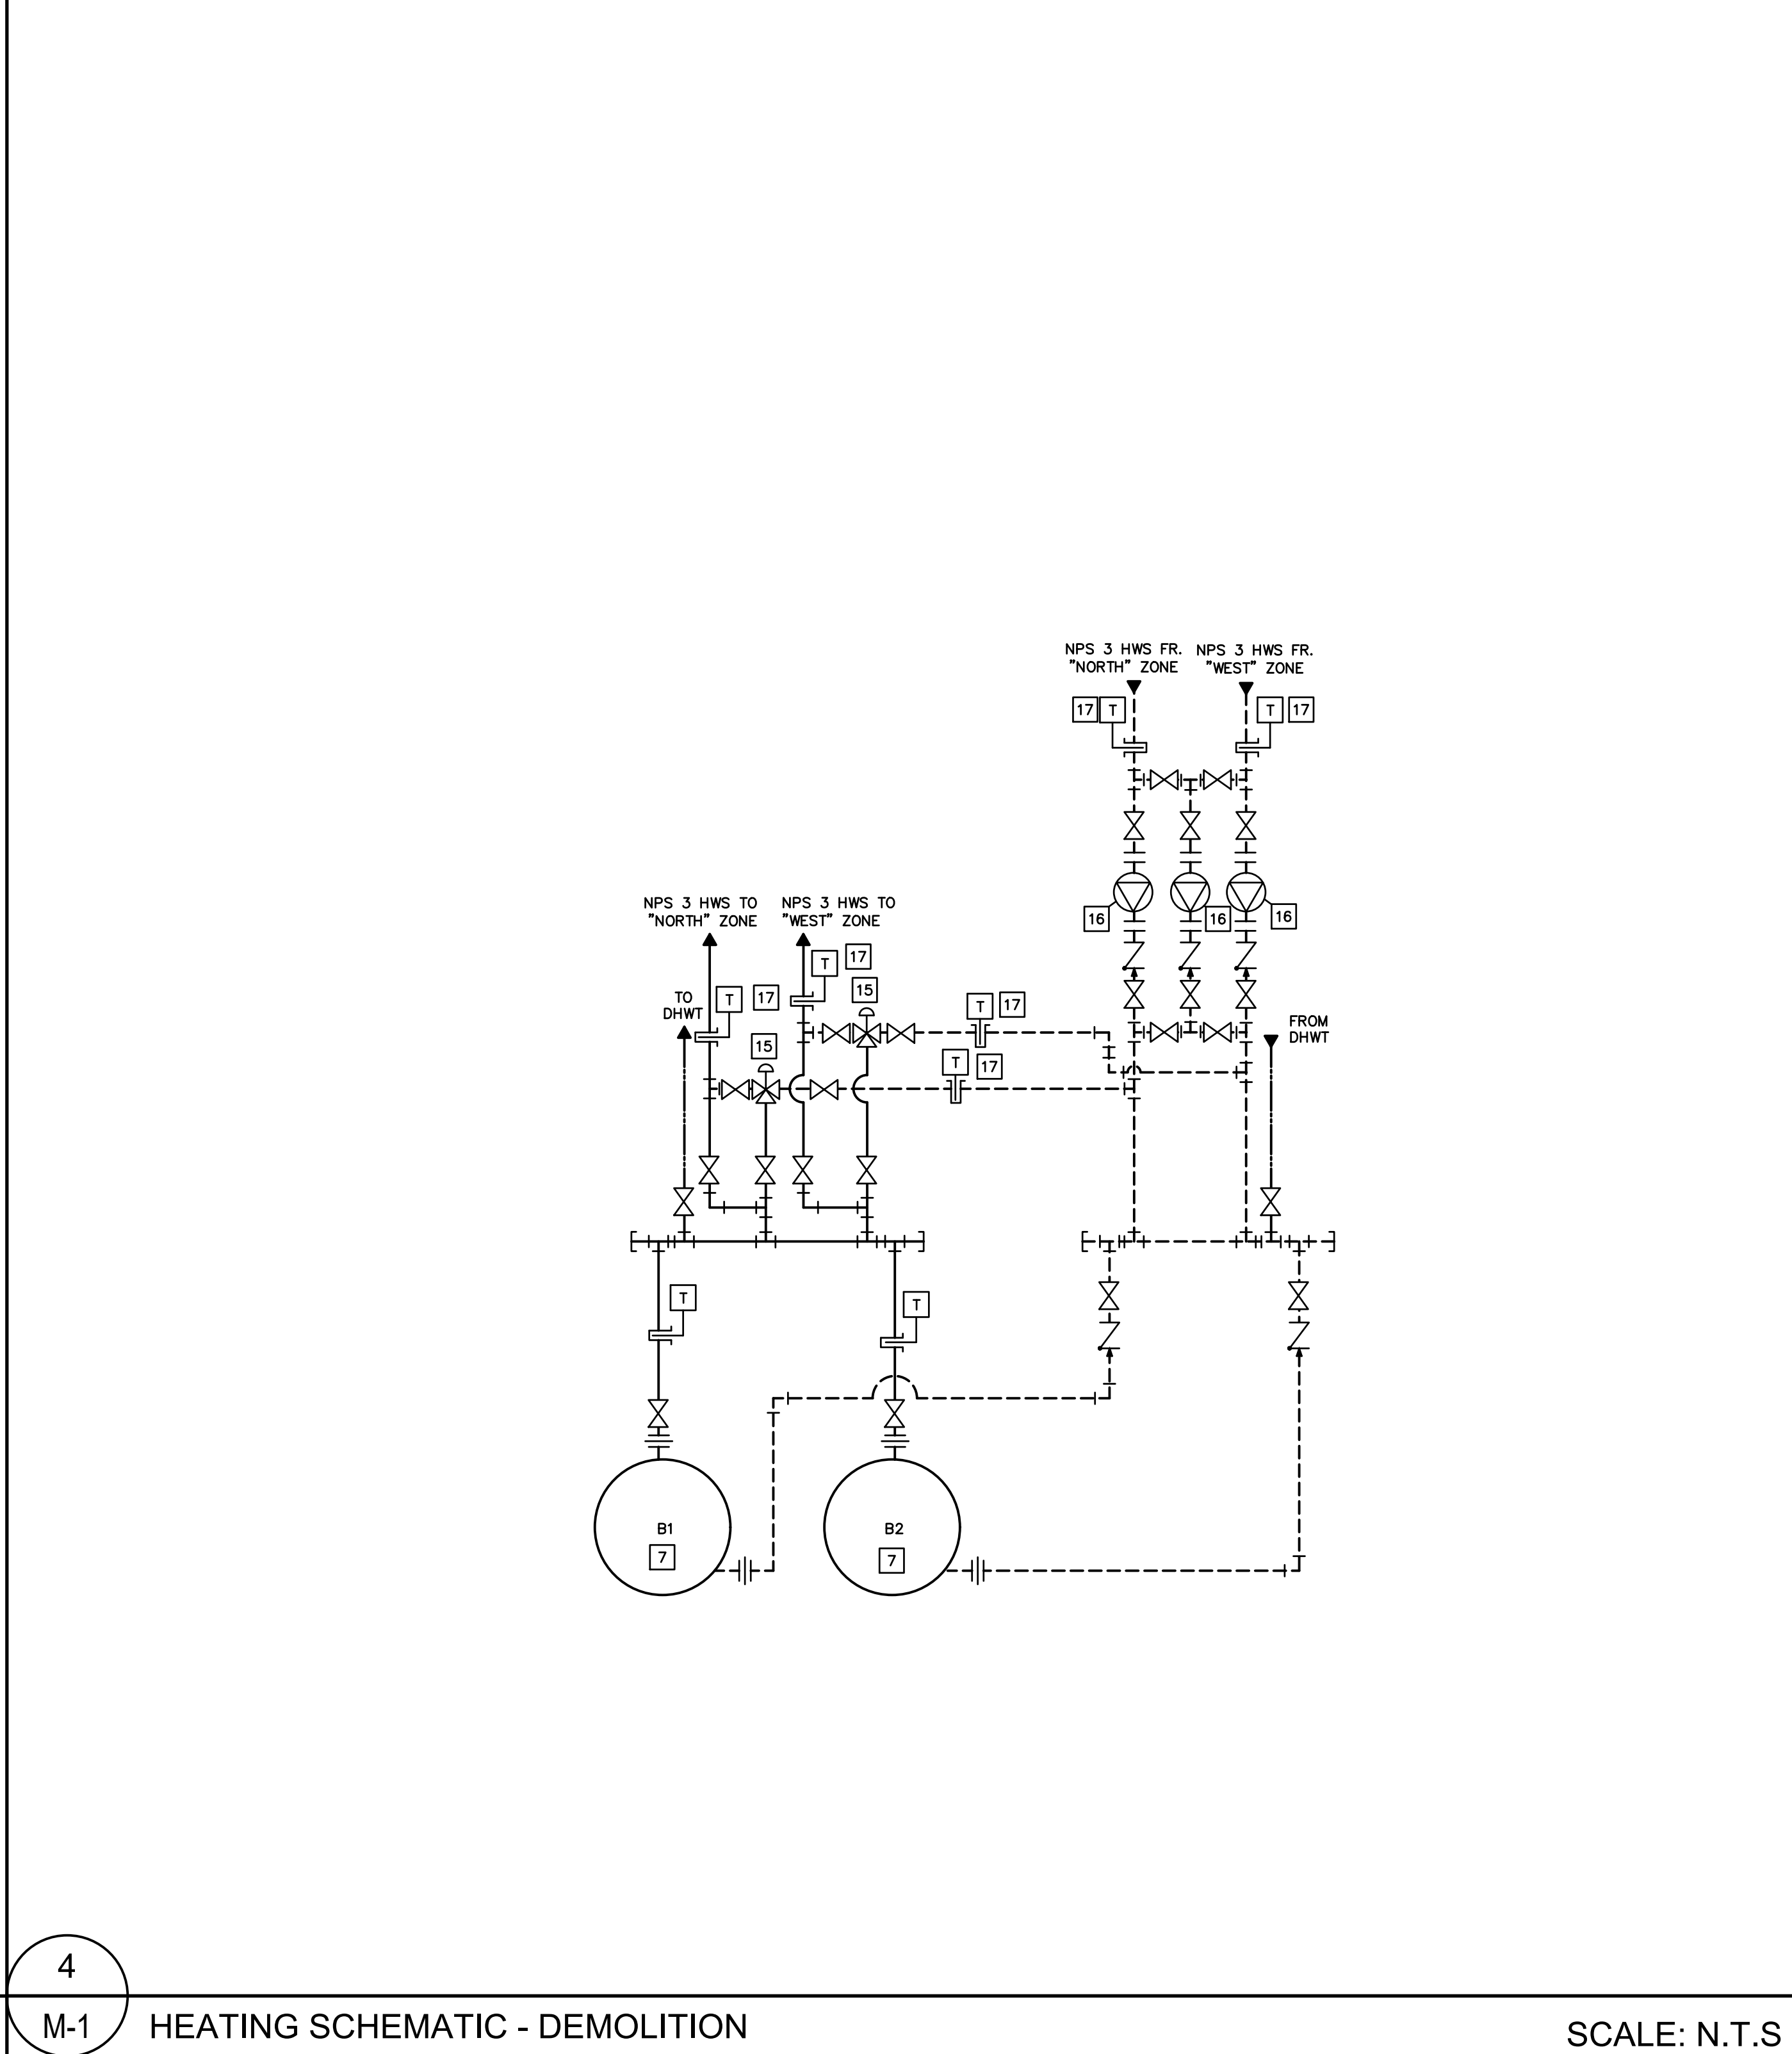 NPS 3 HWS FR.
"NORTH" ZONE
NPS 3 HWS FR.
"WEST" ZONE
17
T
T
17
16
16
16
NPS 3 HWS TO
"NORTH" ZONE
NPS 3 HWS TO
"WEST" ZONE
T
17
15
TO
DHWT
T
17
T
17
15
T
17
FROM
DHWT
T
T
B1
7
B2
7
4
M-1
HEATING SCHEMATIC - DEMOLITION
SCALE: N.T.S